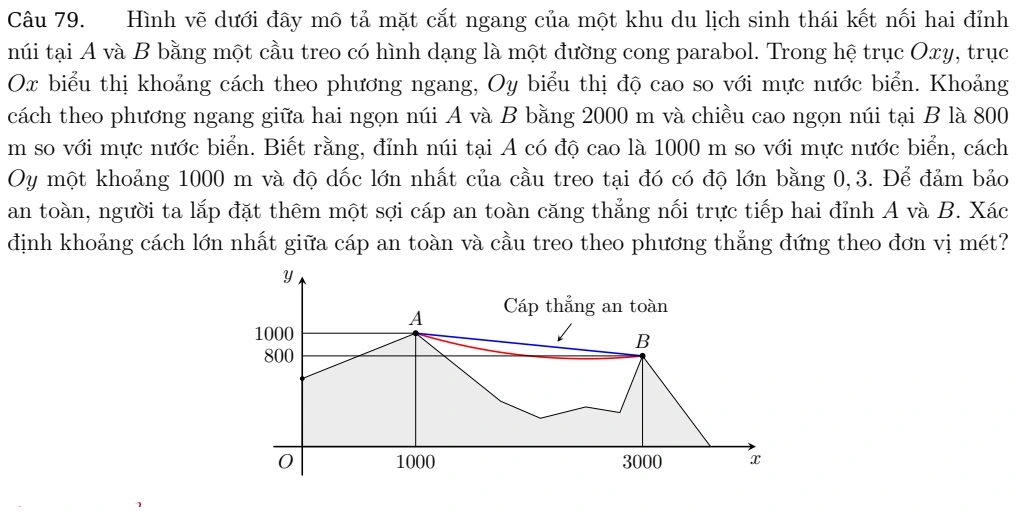 Câu 79. Hình vẽ dưới đây mô tả mặt cắt ngang của một khu du lịch sinh thái kết nối hai đỉnh
núi tại A và B bằng một cầu treo có hình dạng là một đường cong parabol. Trong hệ trục Oxy, trục
Ox biểu thị khoảng cách theo phương ngang, Oy biểu thị độ cao so với mực nước biển. Khoảng
cách theo phương ngang giữa hai ngọn núi A và B bằng 2000 m và chiều cao ngọn núi tại B là 800
m so với mực nước biển. Biết rằng, đỉnh núi tại A có độ cao là 1000 m so với mực nước biển, cách
Oy một khoảng 1000 m và độ dốc lớn nhất của cầu treo tại đó có độ lớn bằng 0, 3. Để đảm bảo
an toàn, người ta lắp đặt thêm một sợi cáp an toàn căng thẳng nối trực tiếp hai đỉnh A và B. Xác
định khoảng cách lớn nhất giữa cáp an toàn và cầu treo theo phương thẳng đứng theo đơn vị mét?
y
Cáp thẳng an toàn
A
1000
B
800
O 1000 3000 x